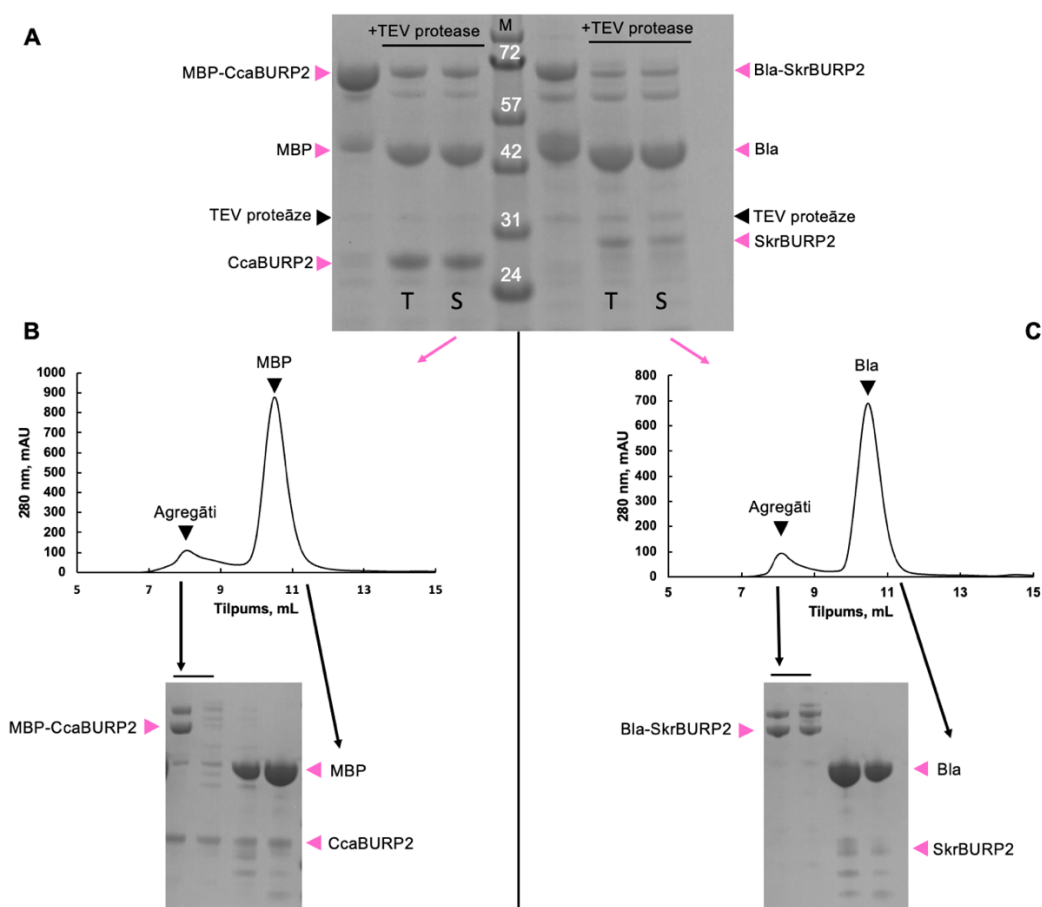 A
+TEV protease
M
+TEV protease
72
MBP-CcaBURP2
Bla-SkrBURP2
57
MBP
42
Bla
TEV proteāze
31
TEV proteāze
SkrBURP2
CcaBURP2
24
T
S
T
S
B
MBP
1000
900
800
700
600
500
400
300
200
100
0
280 nm, mAU
Agregāti
5
7
9
11
13
15
Tilpums, mL
MBP-CcaBURP2
MBP
CcaBURP2
C
Bla
800
700
600
500
400
300
200
100
0
280 nm, mAU
Agregāti
5
7
9
11
13
15
Tilpums, mL
Bla-SkrBURP2
Bla
SkrBURP2